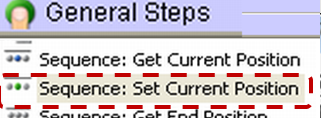 General Steps
Sequence: Get Current Position
Sequence: Set Current Position
Sequence: Get End Position